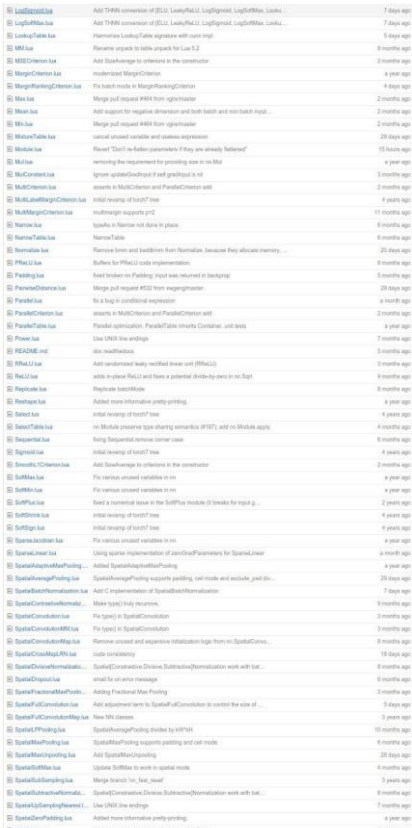 LogSigmoid.lua Add THNN conversion of {ELU, LeakyReLU, LogSigmoid, LogSoftMax, Looku... 7 days ago
LogSoftMax.lua Add THNN conversion of {ELU, LeakyReLU, LogSigmoid, LogSoftMax, Looku... 7 days ago
LookupTable.lua Harmonize LookupTable signature with cunn impl 5 days ago
MM.lua Rename unpack to table.unpack for Lua 5.2 8 months ago
MSECriterion.lua Add SizeAverage to criterions in the constructor 2 months ago
MarginCriterion.lua modernized MarginCriterion a year ago
MarginRankingCriterion.lua Fix batch mode in MarginRankingCriterion 4 days ago
Max.lua Merge pull request #464 from vgire/master 2 months ago
Mean.lua Add support for negative dimension and both batch and non batch input... 2 months ago
Min.lua Merge pull request #464 from vgire/master 2 months ago
MixtureTable.lua cancel unused variable and useless expression 29 days ago
Module.lua Revert "Don't re-flatten parameters if they are already flattened" 15 hours ago
Mul.lua removing the requirement for providing size in nn.Mul a year ago
MulConstant.lua ignore updateGradInput if self.gradInput is nil 3 months ago
MultiCriterion.lua asserts in MultiCriterion and ParallelCriterion add 2 months ago
MultiLabelMarginCriterion.lua initial revamp of torch7 tree 4 years ago
MultiMarginCriterion.lua multimargin supports p=2 11 months ago
Narrow.lua typeAs in Narrow not done in place 6 months ago
NarrowTable.lua NarrowTable 6 months ago
Normalize.lua Remove bmm and baddbmm from Normalize, because they allocate memory, ... 20 days ago
PReLU.lua Buffers for PReLU cuda implementation. 8 months ago
Padding.lua fixed broken nn.Padding: input was returned in backprop 5 months ago
PairwiseDistance.lua Merge pull request #532 from ewgeng/master 29 days ago
Parallel.lua fix a bug in conditional expression a month ago
ParallelCriterion.lua asserts in MultiCriterion and ParallelCriterion add 2 months ago
ParallelTable.lua Parallel optimization, ParallelTable inherits Container, unit tests a year ago
Power.lua Use UNIX line endings 7 months ago
README.md doc readthedocs 5 months ago
RReLU.lua Add randomized leaky rectified linear unit (RReLU) 3 months ago
ReLU.lua adds in-place ReLU and fixes a potential divide-by-zero in nn.Sqrt 9 months ago
Replicate.lua Replicate batchMode 8 months ago
Reshape.lua Added more informative pretty-printing. a year ago
Select.lua initial revamp of torch7 tree 4 years ago
SelectTable.lua nn.Module preserve type sharing semantics (#187); add nn.Module.apply 4 months ago
Sequential.lua fixing Sequential.remove corner case 6 months ago
Sigmoid.lua initial revamp of torch7 tree 4 years ago
SmoothL1Criterion.lua Add SizeAverage to criterions in the constructor 2 months ago
SoftMax.lua Fix various unused variables in nn a year ago
SoftMin.lua Fix various unused variables in nn a year ago
SoftPlus.lua fixed a numerical issue in the SoftPlus module (it breaks for input g... 2 years ago
SoftShrink.lua initial revamp of torch7 tree 4 years ago
SoftSign.lua initial revamp of torch7 tree 4 years ago
SparseJacobian.lua Fix various unused variables in nn a year ago
SparseLinear.lua Using sparse implementation of zeroGradParameters for SparseLinear a month ago
SpatialAdaptiveMaxPooling.... Added SpatialAdaptiveMaxPooling a year ago
SpatialAveragePooling.lua SpatialAveragePooling supports padding, ceil mode and exclude_pad div... 29 days ago
SpatialBatchNormalization.lua Add C implementation of SpatialBatchNormalization 7 days ago
SpatialContrastiveNormaliz... Make type() truly recursive. 9 months ago
SpatialConvolution.lua Fix type() in SpatialConvolution 3 months ago
SpatialConvolutionMM.lua Fix type() in SpatialConvolution 3 months ago
SpatialConvolutionMap.lua Remove unused and expensive initialization logic from nn.SpatialConvo... 8 months ago
SpatialCrossMapLRN.lua cuda consistency 18 days ago
SpatialDivisiveNormalizatio... Spatial{Constrastive,Divisive,Subtractive}Normalization work with bat... 8 months ago
SpatialDropout.lua small fix on error message 6 months ago
SpatialFractionalMaxPoolin... Adding Fractional Max Pooling 3 months ago
SpatialFullConvolution.lua Add adjustment term to SpatialFullConvolution to control the size of ... 5 days ago
SpatialFullConvolutionMap.lua New NN classes 3 years ago
SpatialLPPooling.lua SpatialAveragePooling divides by kW*kH 10 months ago
SpatialMaxPooling.lua SpatialMaxPooling supports padding and ceil mode 6 months ago
SpatialMaxUnpooling.lua Add SpatialMaxUnpooling 20 days ago
SpatialSoftMax.lua Update SoftMax to work in spatial mode 4 months ago
SpatialSubSampling.lua Merge branch 'nn_fast_reset' 3 years ago
SpatialSubtractiveNormaliz... Spatial{Constrastive,Divisive,Subtractive}Normalization work with bat... 8 months ago
SpatialUpSamplingNearest.l... Use UNIX line endings 7 months ago
SpatialZeroPadding.lua Added more informative pretty-printing. a year ago